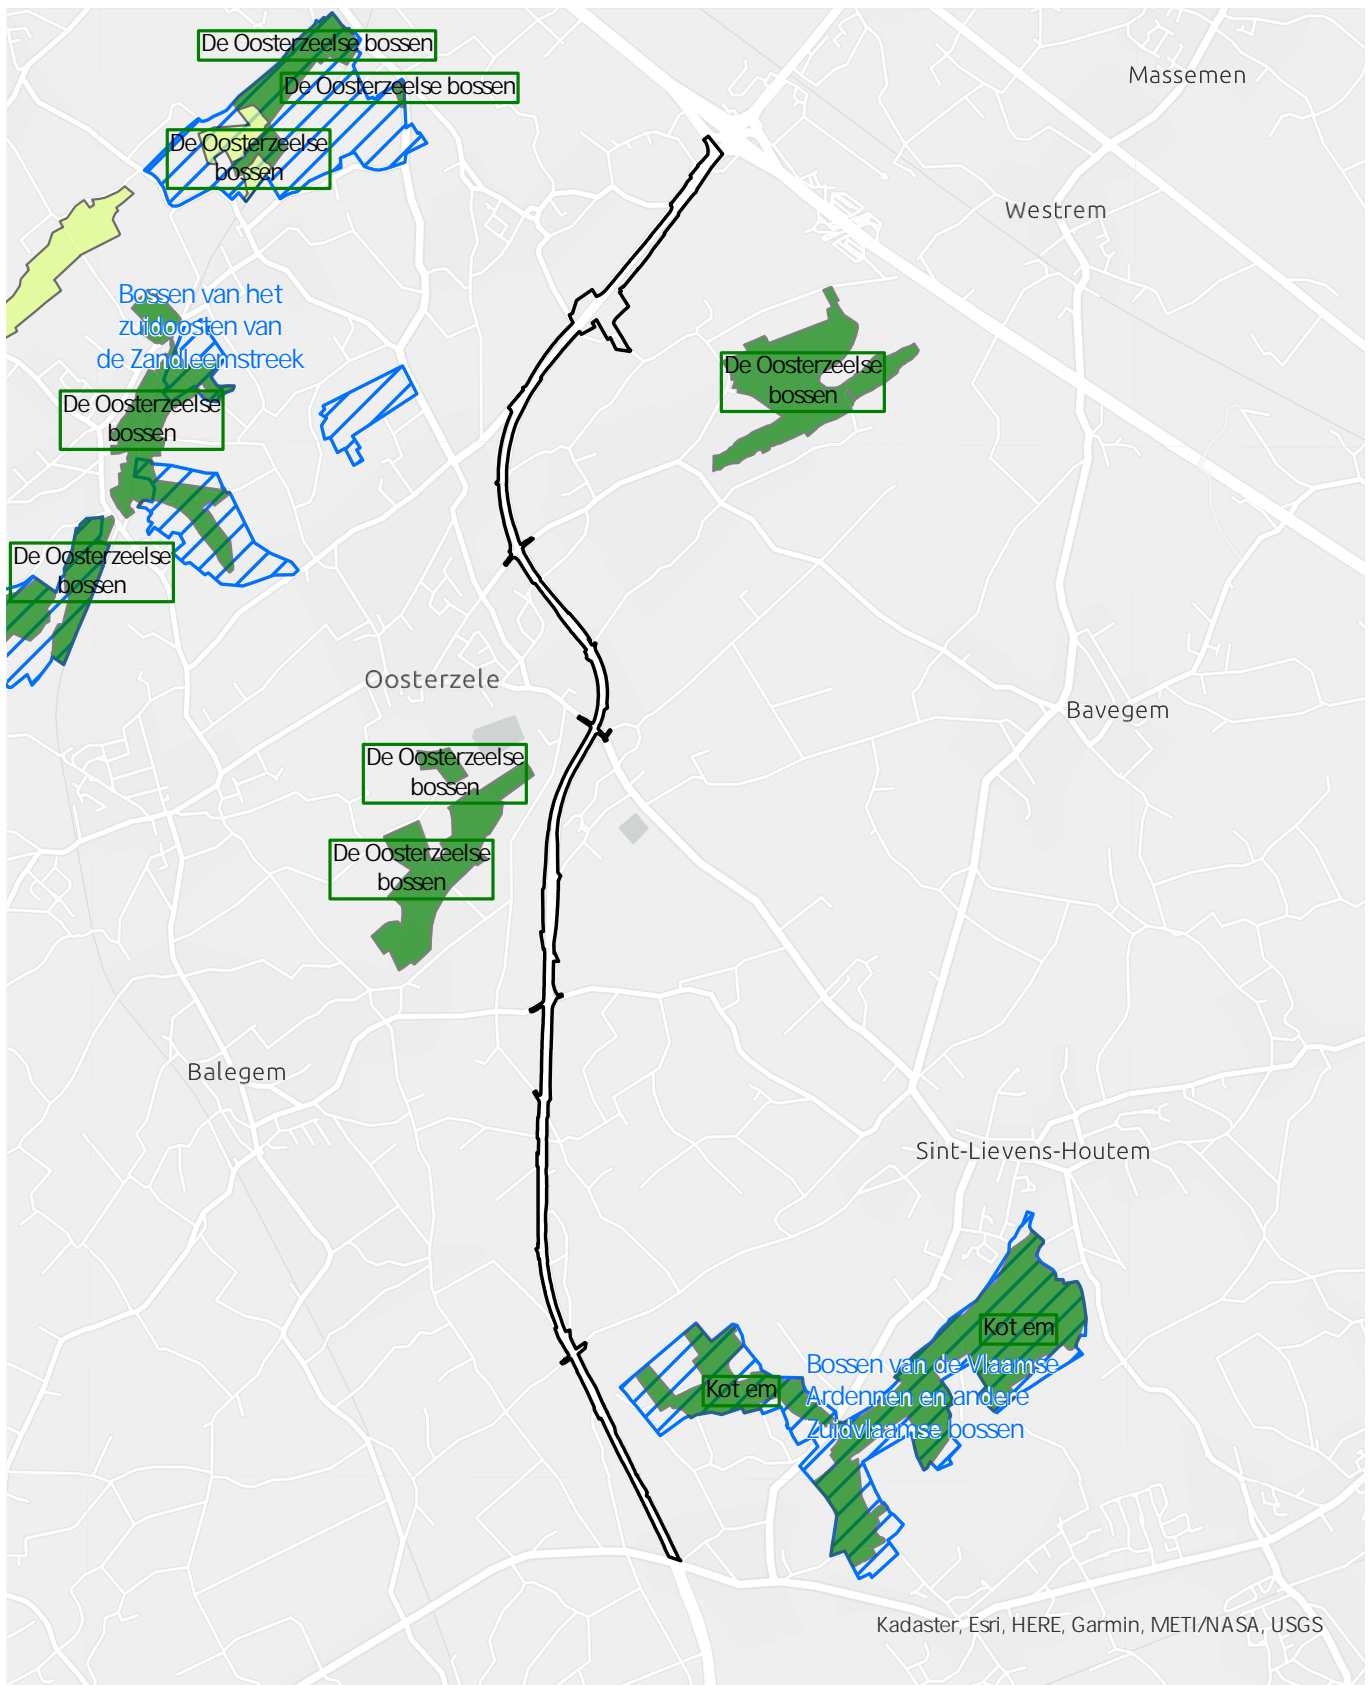 De Oosterzeelse bossen
Massemen
De Oosterzeelse bossen
De Oosterzeelse
bossen
Westrem
Bossen van het
zuidoosten van
de Zandleemstreek
De Oosterzeelse
bossen
De Oosterzeelse
bossen
De Oosterzeelse
bossen
Oosterzele
Bavegem
De Oosterzeelse
bossen
De Oosterzeelse
bossen
Balegem
Sint-Lievens-Houtem
Kot em
Bossen van de Vlaamse
Ardennen en andere
Zuidvlaamse bossen
Kot em
Kadaster, Esri, HERE, Garmin, METI/NASA, USGS